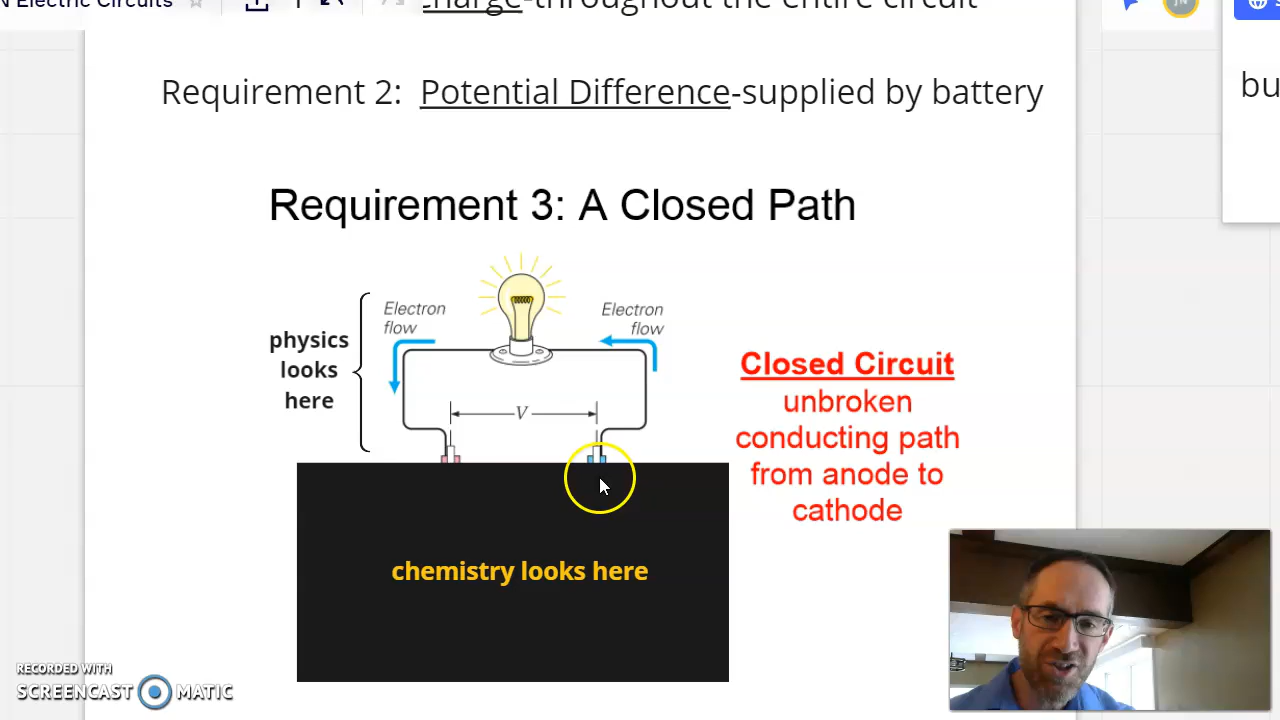 N Electric Circuits
charge-throughout the entire circuit
bu
Requirement 2: Potential Difference-supplied by battery
Requirement 3: A Closed Path
Electron
flow
Electron
flow
physics
looks
here
V
Closed Circuit
unbroken
conducting path
from anode to
cathode
chemistry looks here
RECORDED WITH
SCREENCAST MATIC